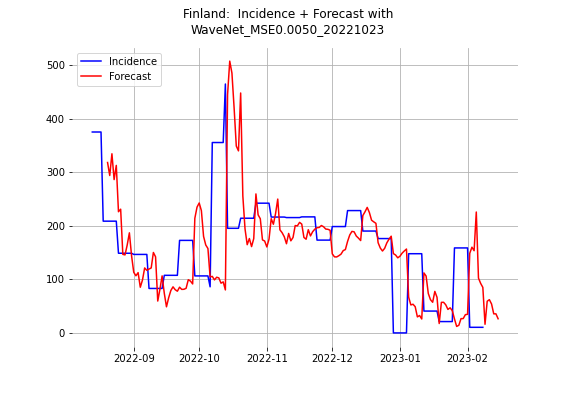 Finland:  Incidence + Forecast with
WaveNet_MSE0.0050_20221023
Incidence
Forecast
500
400
300
200
100
0
2022-09 2022-10 2022-11 2022-12 2023-01 2023-02